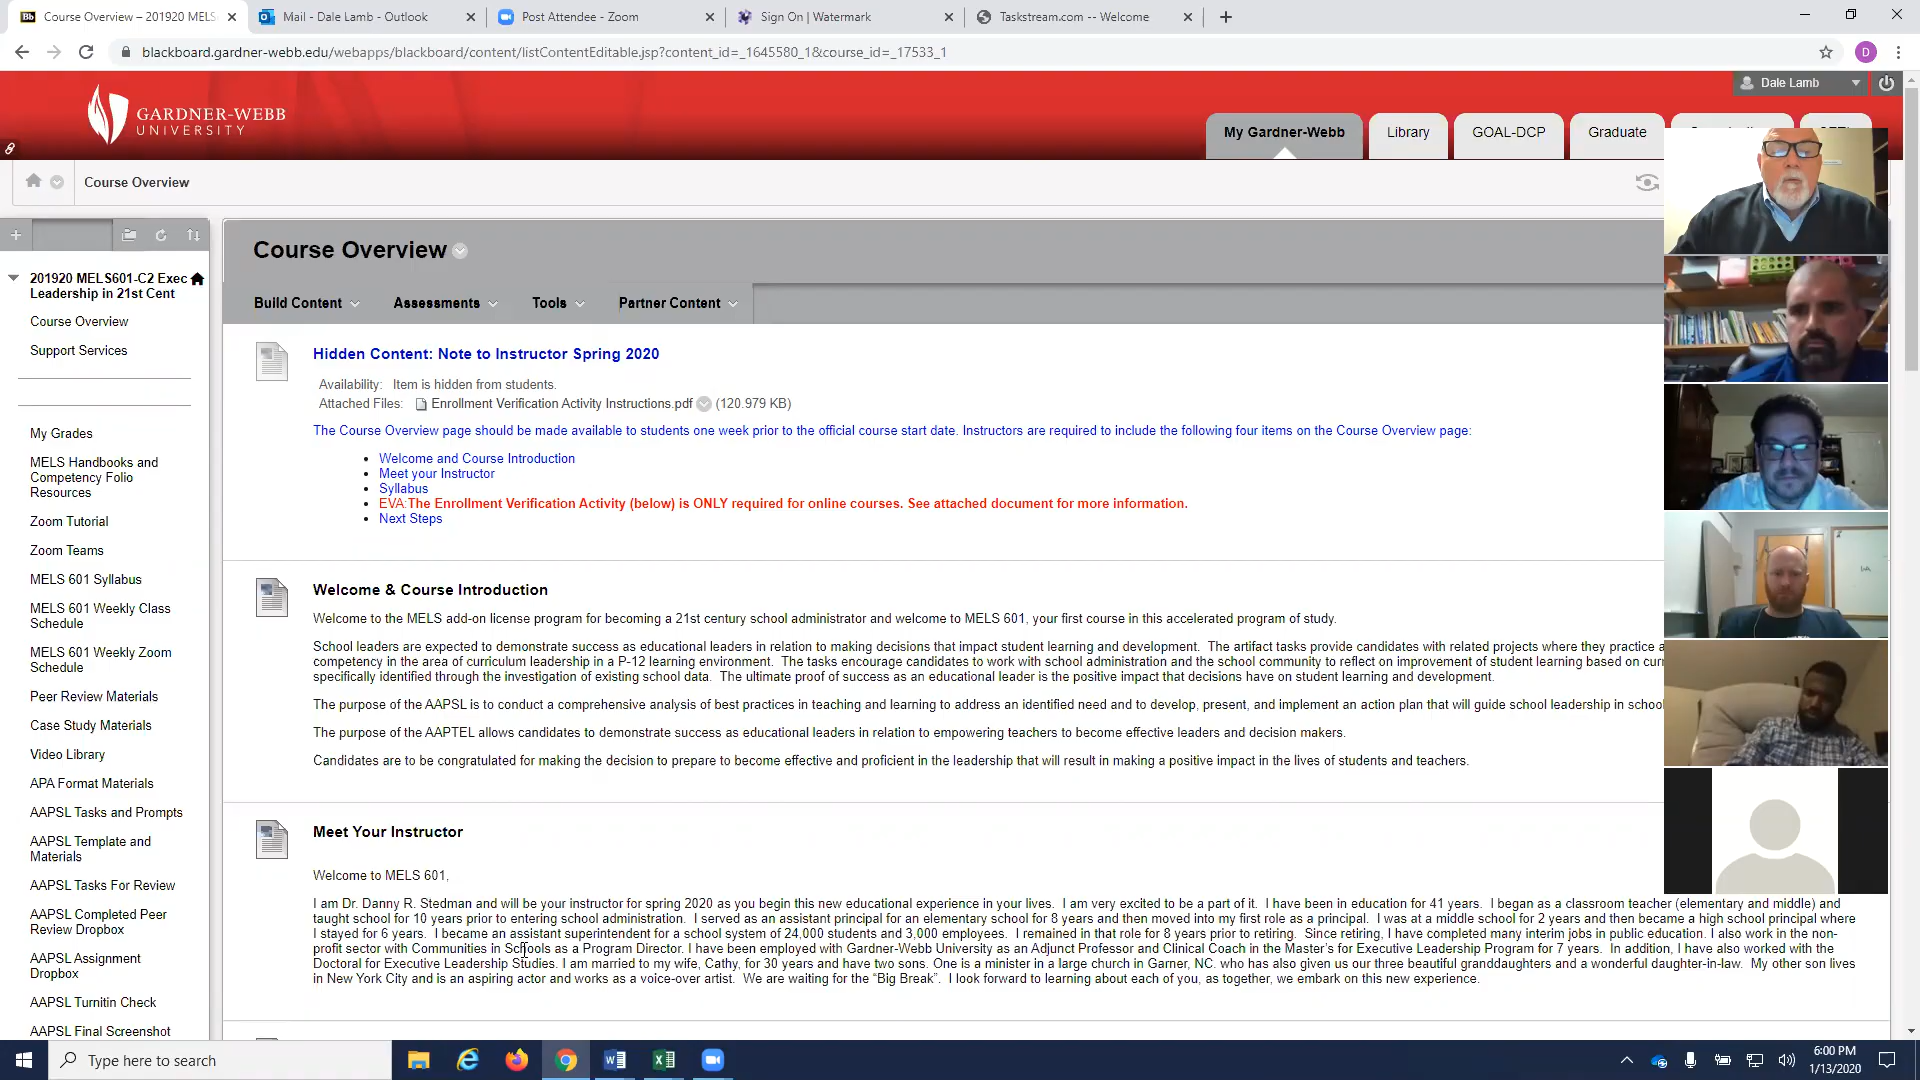 Course Overview – 201920 MELS
Mail - Dale Lamb - Outlook
Post Attendee - Zoom
Sign On | Watermark
Taskstream.com -- Welcome
blackboard.gardner-webb.edu/webapps/blackboard/content/listContentEditable.jsp?content_id=_1645580_1&course_id=_17533_1
D
Dale Lamb
GARDNER-WEBB
UNIVERSITY
My Gardner-Webb
Library
GOAL-DCP
Graduate
Course Overview
201920 MELS601-C2 Exec
Leadership in 21st Cent
Course Overview
Support Services
My Grades
MELS Handbooks and
Competency Folio
Resources
Zoom Tutorial
Zoom Teams
MELS 601 Syllabus
MELS 601 Weekly Class
Schedule
MELS 601 Weekly Zoom
Schedule
Peer Review Materials
Case Study Materials
Video Library
APA Format Materials
AAPSL Tasks and Prompts
AAPSL Template and
Materials
AAPSL Tasks For Review
AAPSL Completed Peer
Review Dropbox
AAPSL Assignment
Dropbox
AAPSL Turnitin Check
AAPSL Final Screenshot
Course Overview
Build Content
Assessments
Tools
Partner Content
Hidden Content: Note to Instructor Spring 2020
Availability: Item is hidden from students.
Attached Files: Enrollment Verification Activity Instructions.pdf (120.979 KB)
The Course Overview page should be made available to students one week prior to the official course start date. Instructors are required to include the following four items on the Course Overview page:
• Welcome and Course Introduction
• Meet your Instructor
• Syllabus
• EVA:The Enrollment Verification Activity (below) is ONLY required for online courses. See attached document for more information.
• Next Steps
Welcome & Course Introduction
Welcome to the MELS add-on license program for becoming a 21st century school administrator and welcome to MELS 601, your first course in this accelerated program of study.
School leaders are expected to demonstrate success as educational leaders in relation to making decisions that impact student learning and development. The artifact tasks provide candidates with related projects where they practice a
competency in the area of curriculum leadership in a P-12 learning environment. The tasks encourage candidates to work with school administration and the school community to reflect on improvement of student learning based on cur
specifically identified through the investigation of existing school data. The ultimate proof of success as an educational leader is the positive impact that decisions have on student learning and development.
The purpose of the AAPSL is to conduct a comprehensive analysis of best practices in teaching and learning to address an identified need and to develop, present, and implement an action plan that will guide school leadership in school
The purpose of the AAPTEL allows candidates to demonstrate success as educational leaders in relation to empowering teachers to become effective leaders and decision makers.
Candidates are to be congratulated for making the decision to prepare to become effective and proficient in the leadership that will result in making a positive impact in the lives of students and teachers.
Meet Your Instructor
Welcome to MELS 601,
I am Dr. Danny R. Stedman and will be your instructor for spring 2020 as you begin this new educational experience in your lives. I am very excited to be a part of it. I have been in education for 41 years. I began as a classroom teacher (elementary and middle) and
taught school for 10 years prior to entering school administration. I served as an assistant principal for an elementary school for 8 years and then moved into my first role as a principal. I was at a middle school for 2 years and then became a high school principal where
I stayed for 6 years. I became an assistant superintendent for a school system of 24,000 students and 3,000 employees. I remained in that role for 8 years prior to retiring. Since retiring, I have completed many interim jobs in public education. I also work in the non-
profit sector with Communities in Schools as a Program Director. I have been employed with Gardner-Webb University as an Adjunct Professor and Clinical Coach in the Master's for Executive Leadership Program for 7 years. In addition, I have also worked with the
Doctoral for Executive Leadership Studies. I am married to my wife, Cathy, for 30 years and have two sons. One is a minister in a large church in Garner, NC. who has also given us our three beautiful granddaughters and a wonderful daughter-in-law. My other son lives
in New York City and is an aspiring actor and works as a voice-over artist. We are waiting for the “Big Break”. I look forward to learning about each of you, as together, we embark on this new experience.
Type here to search
6:00 PM
1/13/2020